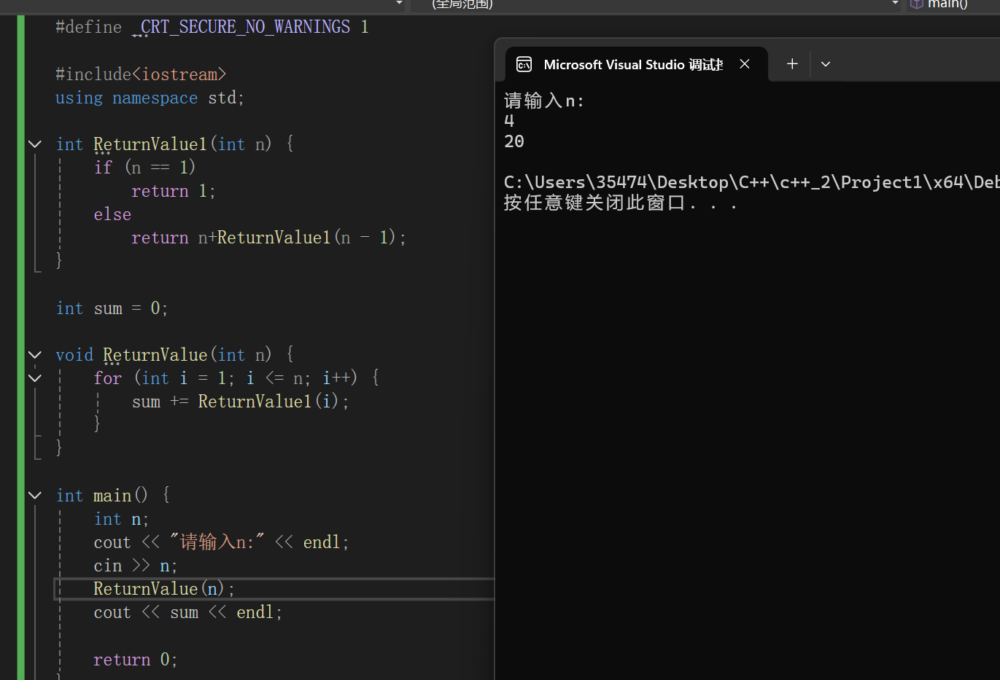 (全局范围)
main()
#define _CRT_SECURE_NO_WARNINGS 1
#include<iostream>
using namespace std;
int ReturnValue1(int n) {
if (n == 1)
return 1;
else
return n+ReturnValue1(n - 1);
}
int sum = 0;
void ReturnValue(int n) {
for (int i = 1; i <= n; i++) {
sum += ReturnValue1(i);
}
}
int main() {
int n;
cout << "请输入n:" << endl;
cin >> n;
ReturnValue(n);
cout << sum << endl;
return 0;
}
Microsoft Visual Studio 调试
请输入n:
4
20
C:\Users\35474\Desktop\C++\c++_2\Project1\x64\Deb
按任意键关闭此窗口. . .